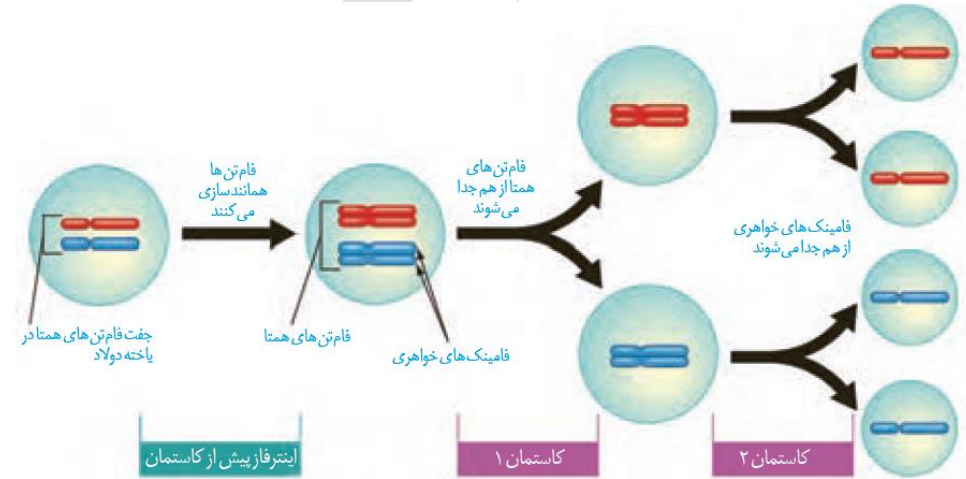 فام‌تن‌ها
همانندسازی
می‌کنند
فام‌تن‌های
همتا از هم جدا
می‌شوند
فامینک‌های خواهری
از هم جدا می‌شوند
جفت فام‌تن‌های همتا در
یاخته دولاد
فام‌تن‌های همتا
فامینک‌های خواهری
اینترفاز پیش از کاستمان
کاستمان ۱
کاستمان ۲